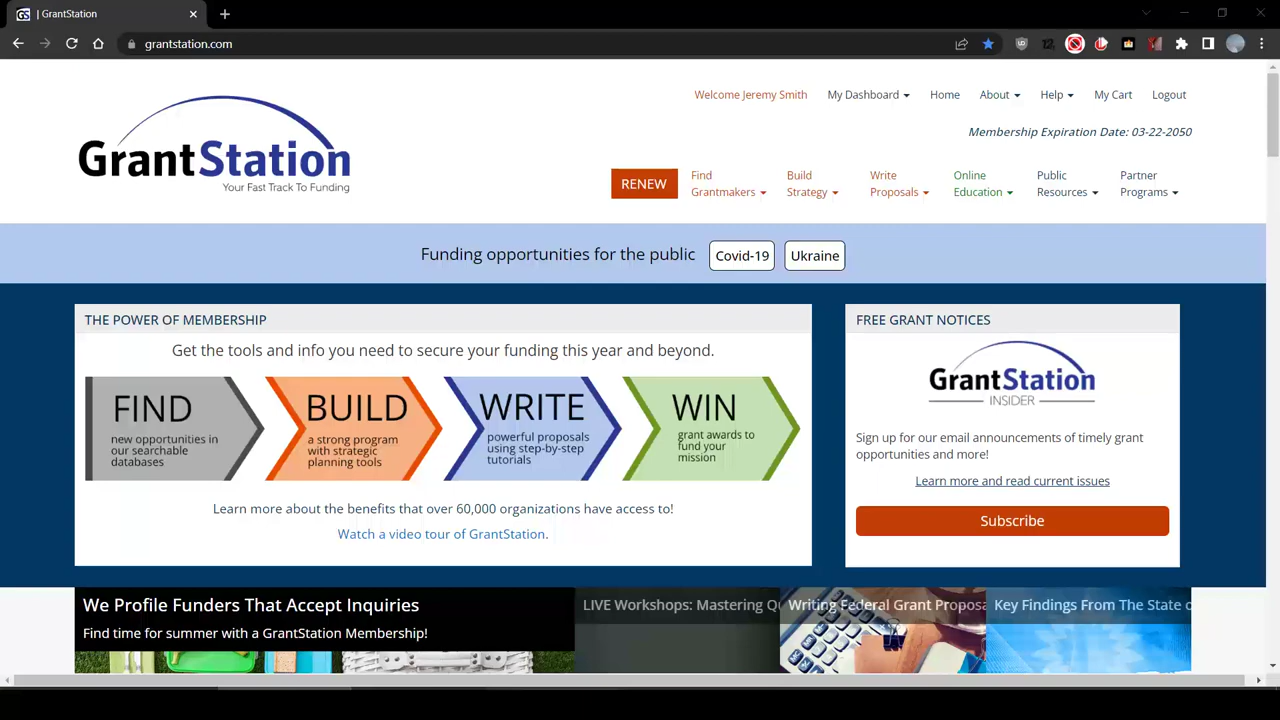 | GrantStation
grantstation.com
Welcome Jeremy Smith
My Dashboard
Home
About
Help
My Cart
Logout
Membership Expiration Date: 03-22-2050
GrantStation
Your Fast Track To Funding
RENEW
Find
Grantmakers
Build
Strategy
Write
Proposals
Online
Education
Public
Resources
Partner
Programs
Funding opportunities for the public
Covid-19
Ukraine
THE POWER OF MEMBERSHIP
Get the tools and info you need to secure your funding this year and beyond.
FIND
new opportunities in
our searchable
databases
BUILD
a strong program
with strategic
planning tools
WRITE
powerful proposals
using step-by-step
tutorials
WIN
grant awards to
fund your
mission
Learn more about the benefits that over 60,000 organizations have access to!
Watch a video tour of GrantStation.
FREE GRANT NOTICES
GrantStation
INSIDER
Sign up for our email announcements of timely grant
opportunities and more!
Learn more and read current issues
Subscribe
We Profile Funders That Accept Inquiries
Find time for summer with a GrantStation Membership!
LIVE Workshops: Mastering Q
Writing Federal Grant Proposa
Key Findings From The State o